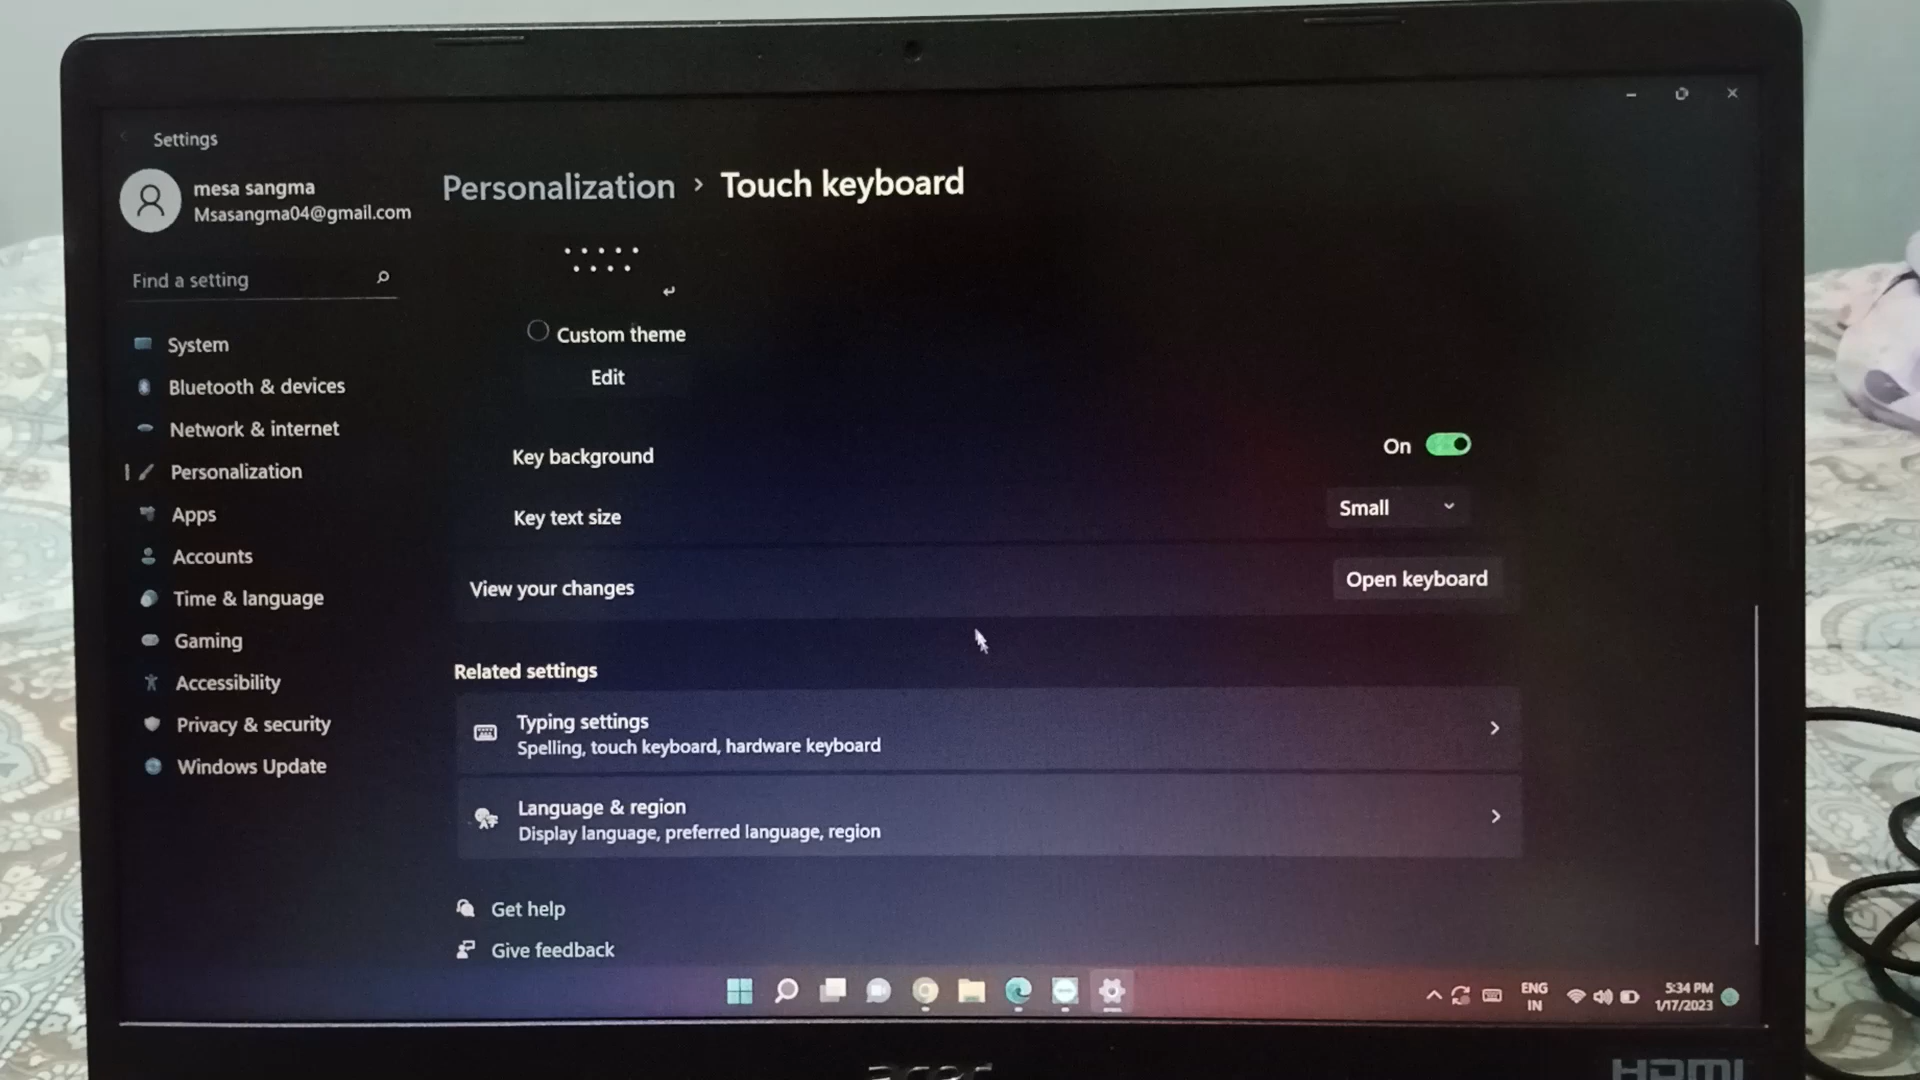 Settings
mesa sangma
Msasangma04@gmail.com
Find a setting
System
Bluetooth & devices
Network & internet
Personalization
Apps
Accounts
Time & language
Gaming
Accessibility
Privacy & security
Windows Update
Personalization > Touch keyboard
Custom theme
Edit
Key background
On
Key text size
Small
View your changes
Open keyboard
Related settings
Typing settings
Spelling, touch keyboard, hardware keyboard
Language & region
Display language, preferred language, region
Get help
Give feedback
ENG
IN
5:34 PM
1/17/2023
acer
HDMI